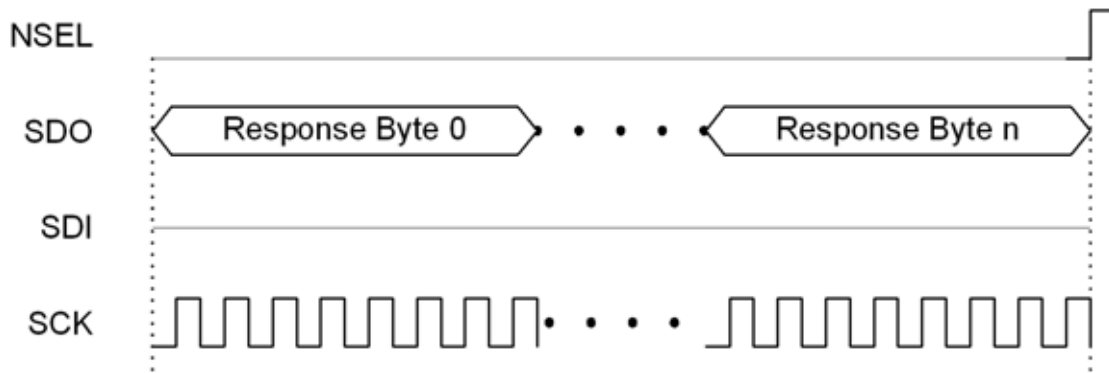 NSEL
SDO Response Byte 0 Response Byte n
SDI
SCK